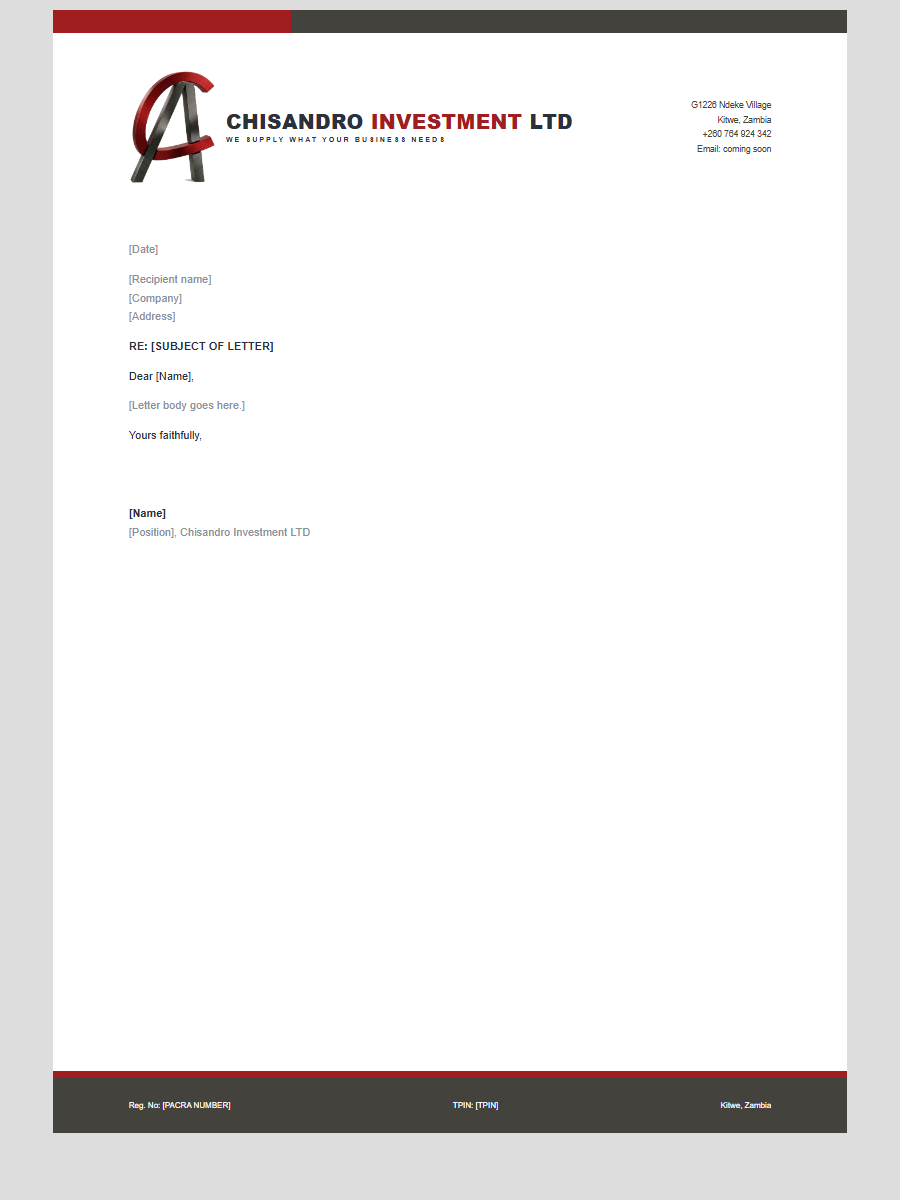 CHISANDRO INVESTMENT LTD
WE SUPPLY WHAT YOUR BUSINESS NEEDS
G1226 Ndeke Village
Kitwe, Zambia
+260 764 924 342
Email: coming soon
[Date]
[Recipient name]
[Company]
[Address]
RE: [SUBJECT OF LETTER]
Dear [Name],
[Letter body goes here.]
Yours faithfully,
[Name]
[Position], Chisandro Investment LTD
Reg. No: [PACRA NUMBER] TPIN: [TPIN] Kitwe, Zambia